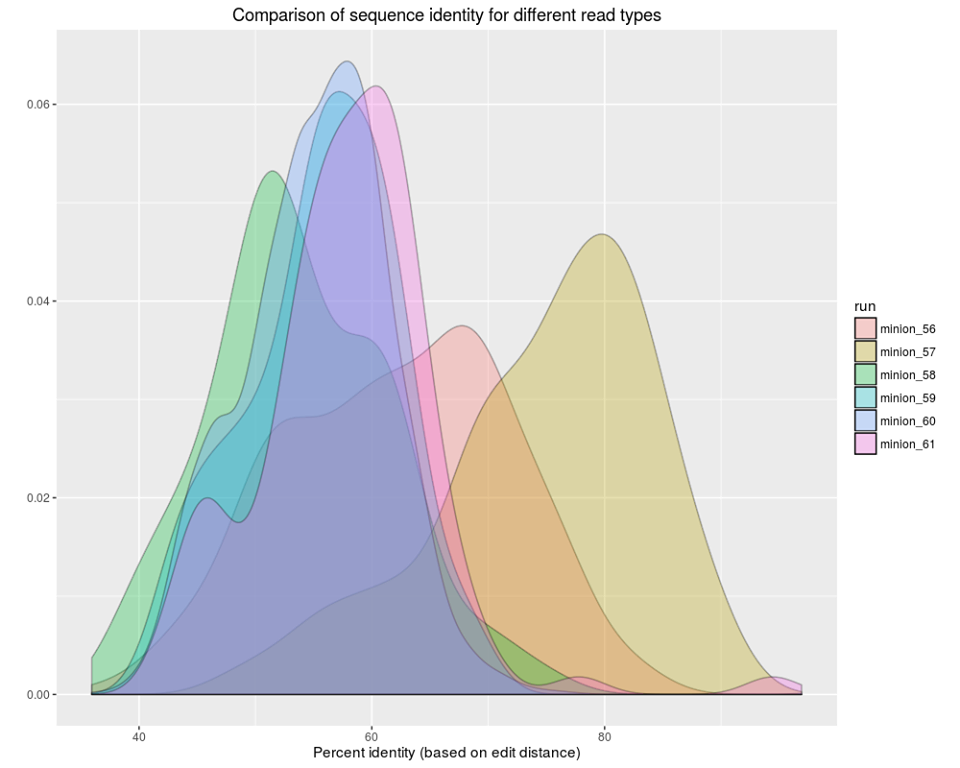 Comparison of sequence identity for different read types
0.06
0.04
0.02
0.00
40 60 80
Percent identity (based on edit distance)
run
minion_56
minion_57
minion_58
minion_59
minion_60
minion_61